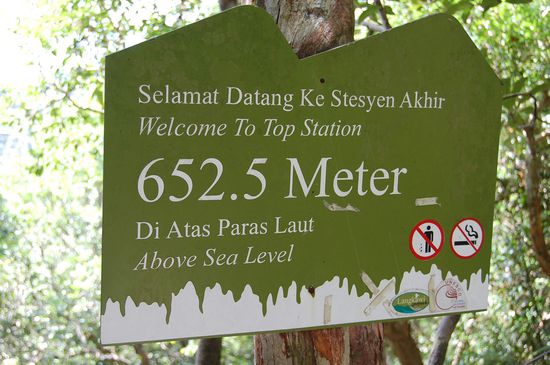 Selamat Datang Ke Stesyen Akhir
Welcome To Top Station
652.5 Meter
Di Atas Paras Laut
Above Sea Level
Langkawi